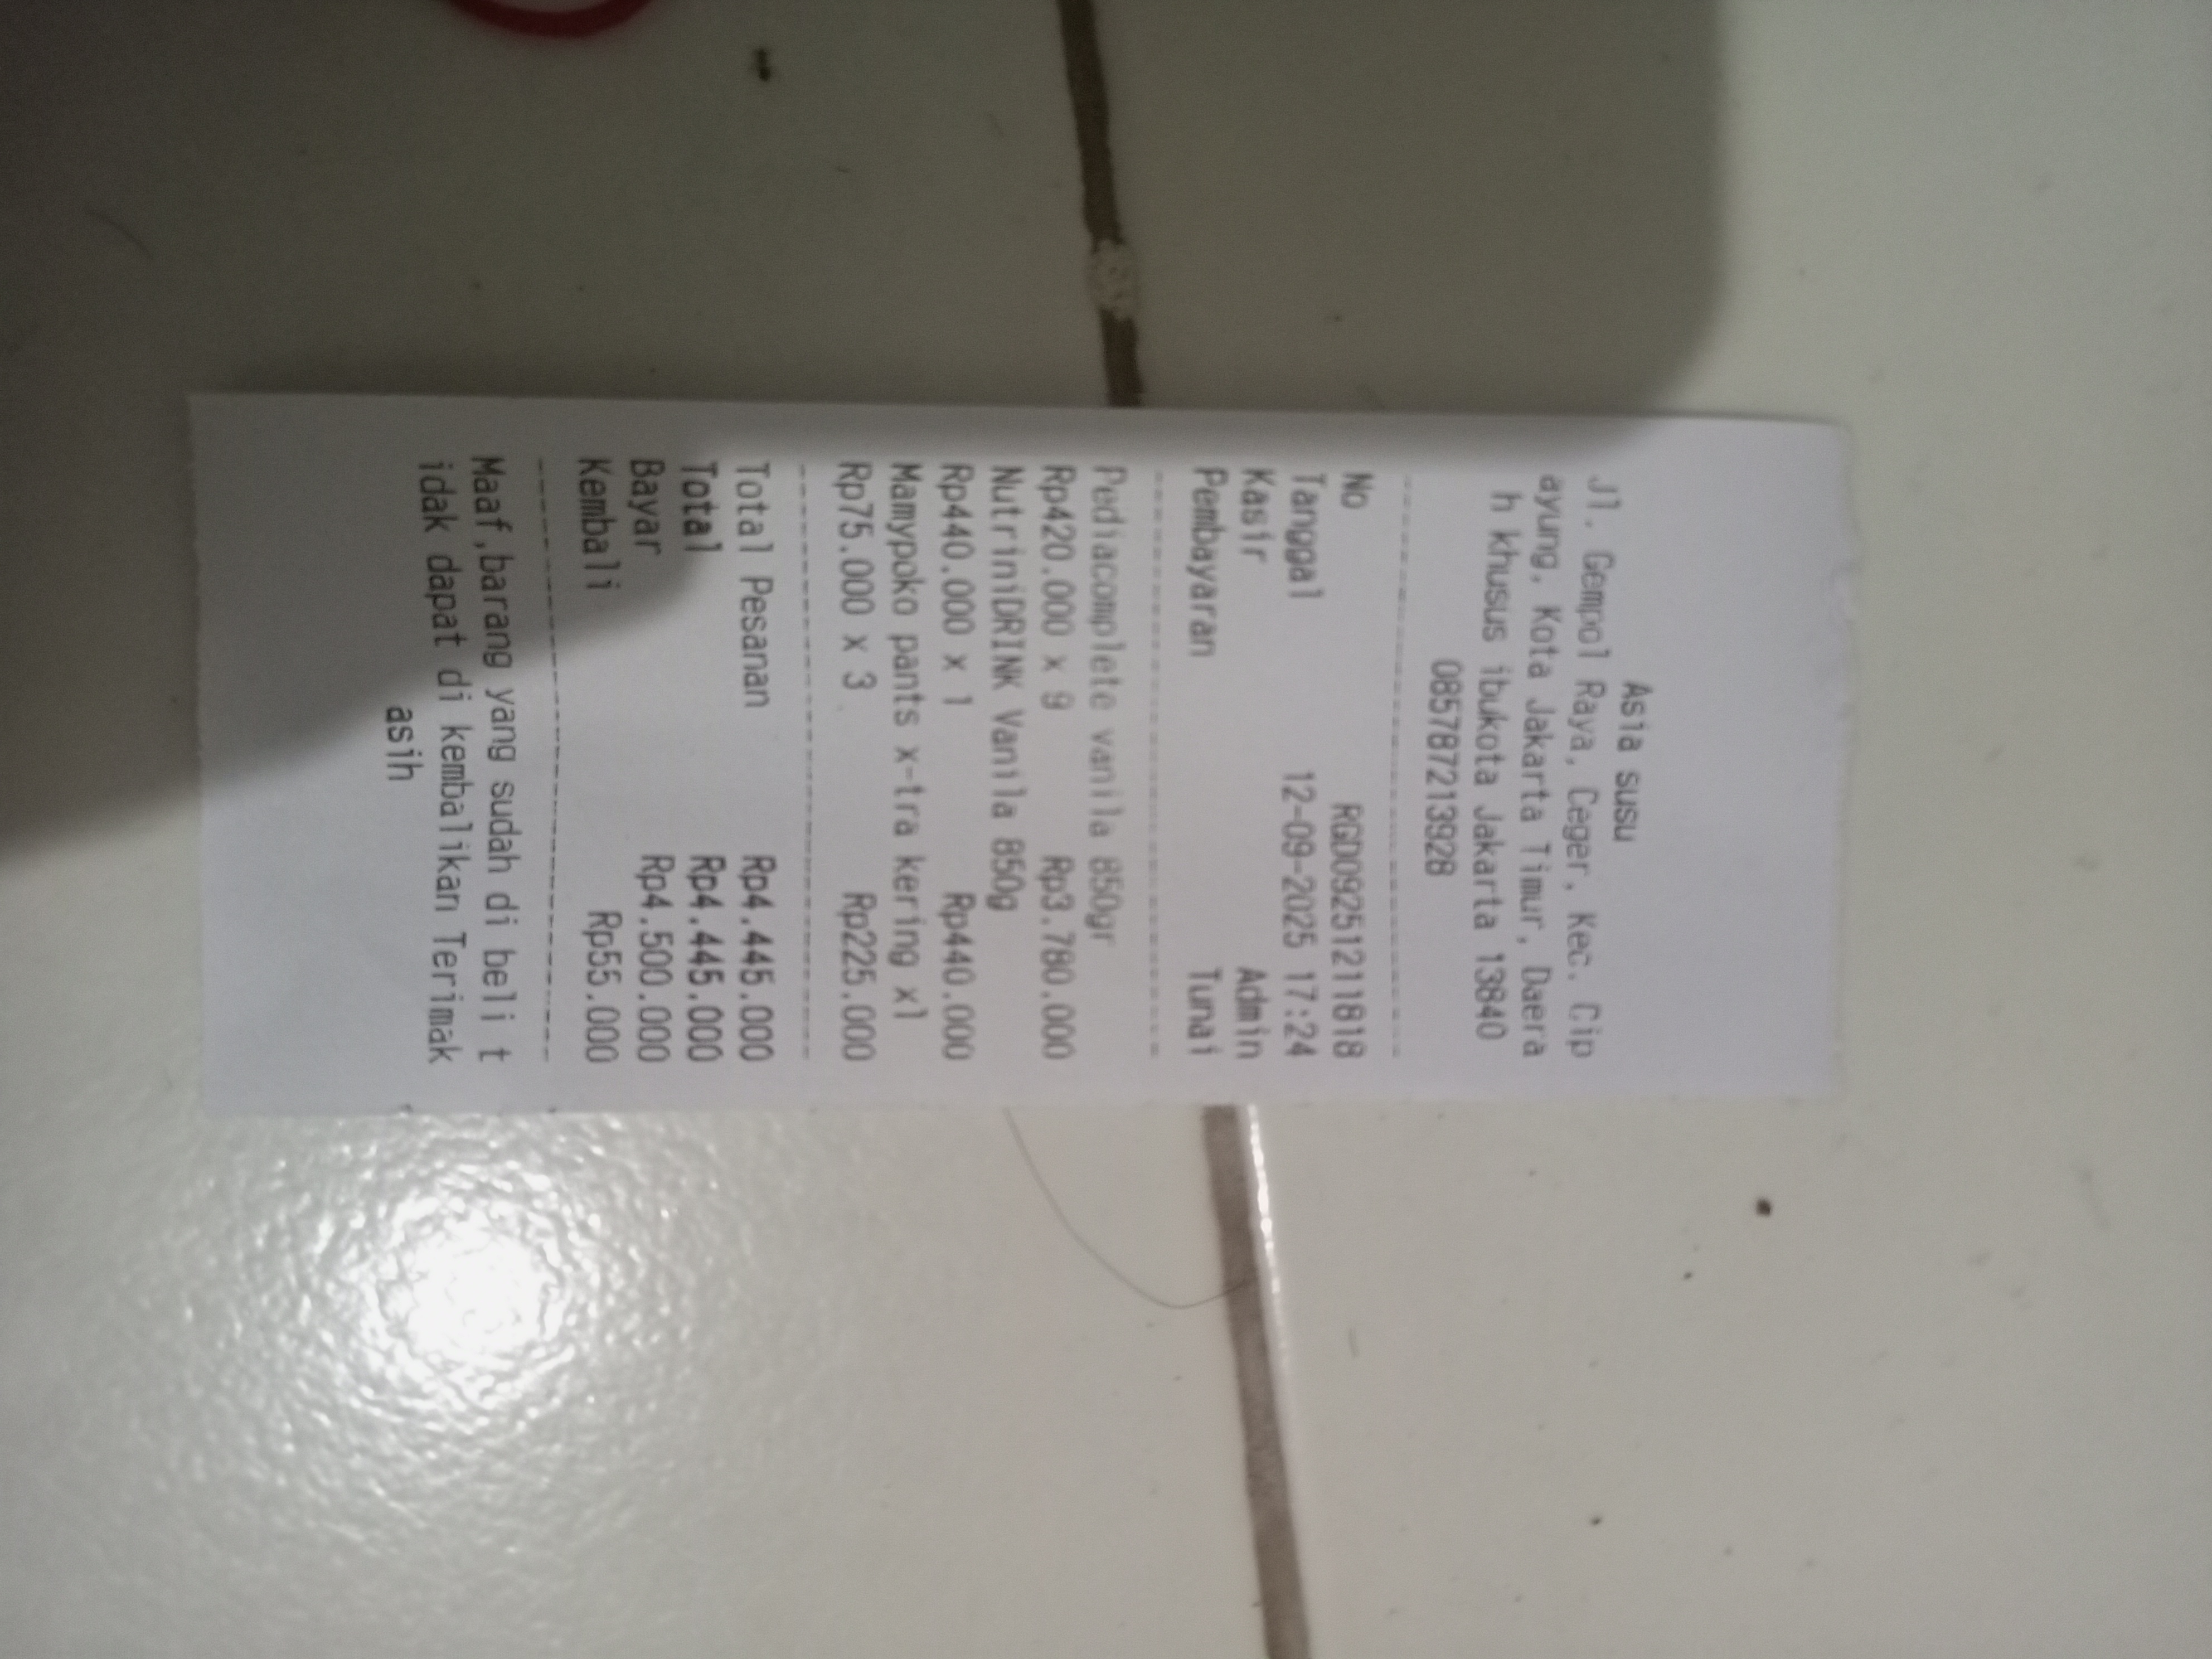 Asia susu
Jl. Gempol Raya, Ceger, Kec. Cip
ayung, Kota Jakarta Timur, Daera
h khusus ibukota Jakarta 13840
085787213928
No RGD092512111818
Tanggal 12-09-2025 17:24
Kasir Admin
Pembayaran Tunai
Pediacomplete vanila 850gr
Rp420.000 x 9 Rp3.780.000
NutriniDRINK Vanila 850g
Rp440.000 x 1 Rp440.000
Mamypoko pants x-tra kering xl
Rp75.000 x 3 Rp225.000
Total Pesanan Rp4.445.000
Total Rp4.445.000
Bayar Rp4.500.000
Kembali Rp55.000
Maaf,barang yang sudah di beli t
idak dapat di kembalikan Terimak
asih